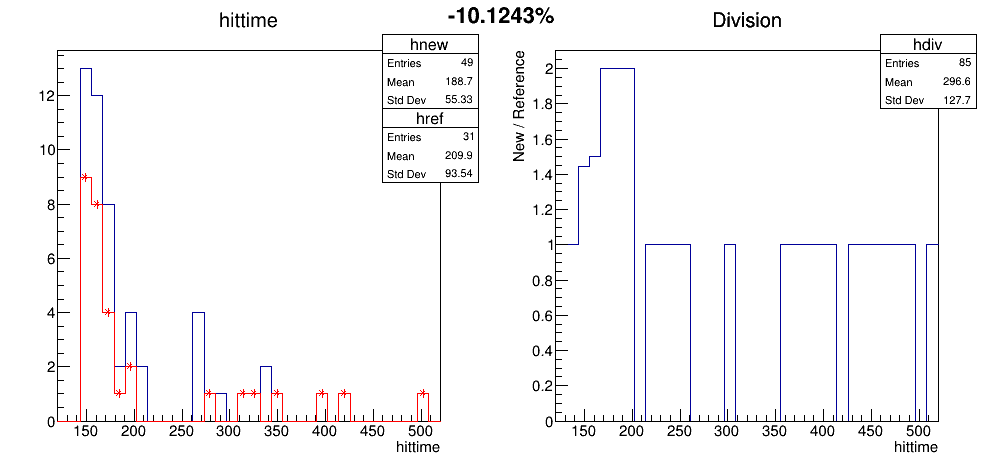 -10.1243%
hittime
hnew
Entries 49
Mean 188.7
Std Dev 55.33
href
Entries 31
Mean 209.9
Std Dev 93.54
12
10
8
6
4
2
0
150 200 250 300 350 400 450 500
hittime
Division
hdiv
Entries 85
Mean 296.6
Std Dev 127.7
New / Reference
2
1.8
1.6
1.4
1.2
1
0.8
0.6
0.4
0.2
0
150 200 250 300 350 400 450 500
hittime